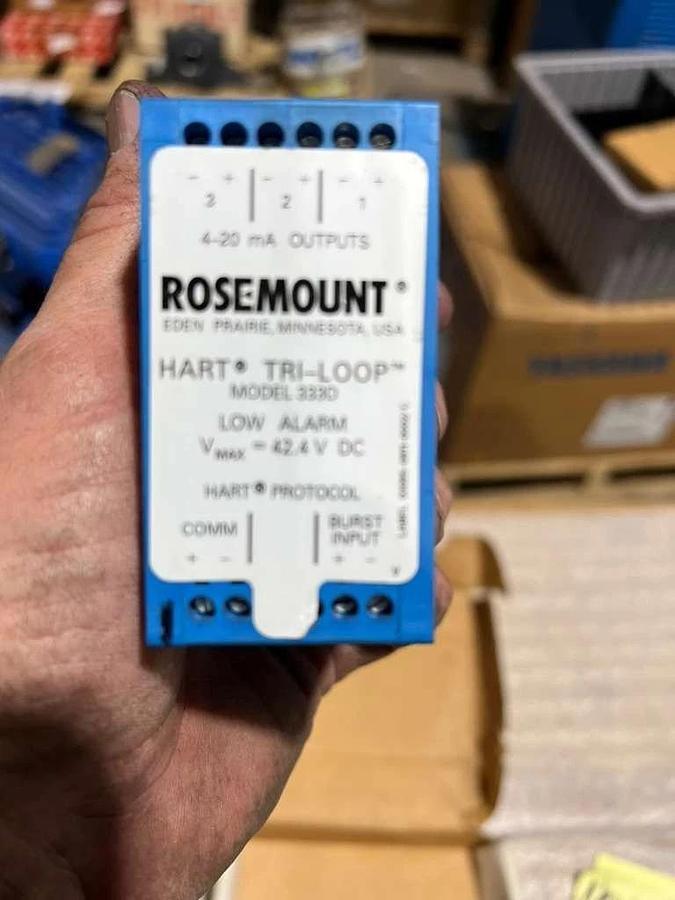 - + - + - +
3 2 1
4-20 mA OUTPUTS
ROSEMOUNT ®
EDEN PRAIRIE, MINNESOTA, USA
HART® TRI-LOOP™
MODEL 333D
LOW ALARM
VMAX = 42.4 V DC
HART® PROTOCOL
COMM
BURST
INPUT
+ - + -